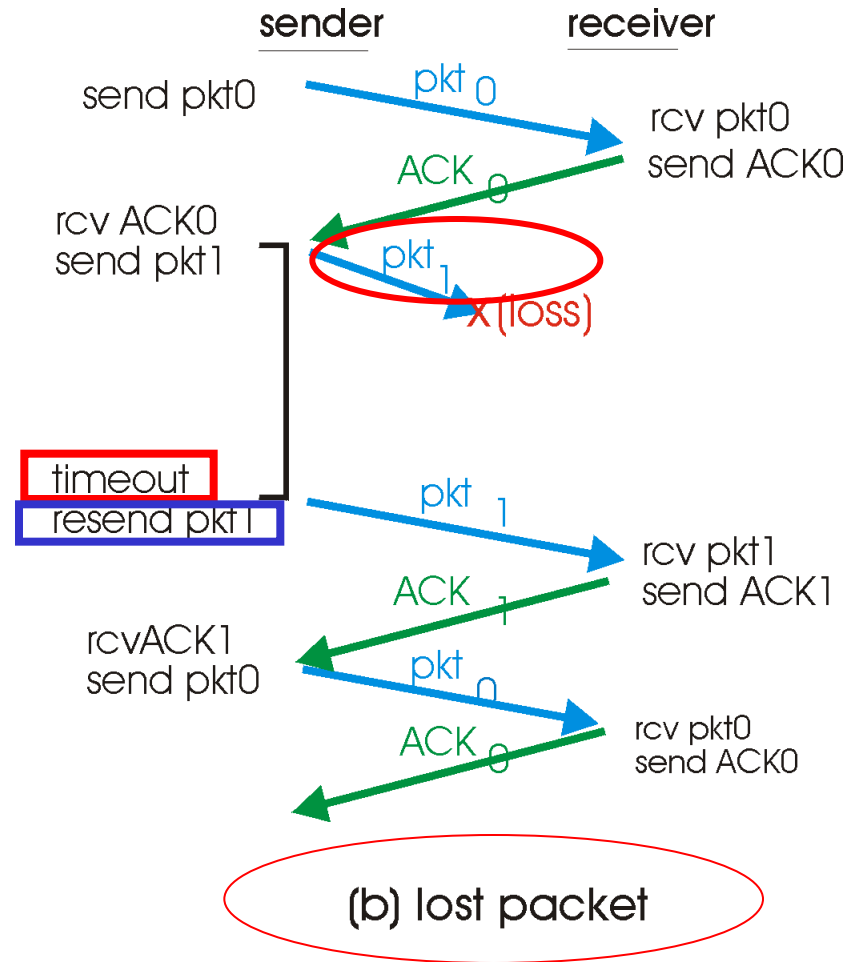 sender receiver
pkt 0
send pkt0
rcv pkt0
send ACK0
ACK 0
rcv ACK0
send pkt1
pkt 1
X (loss)
timeout
resend pkt1
pkt 1
rcv pkt1
send ACK1
ACK 1
rcvACK1
send pkt0
pkt 0
rcv pkt0
send ACK0
ACK 0
(b) lost packet